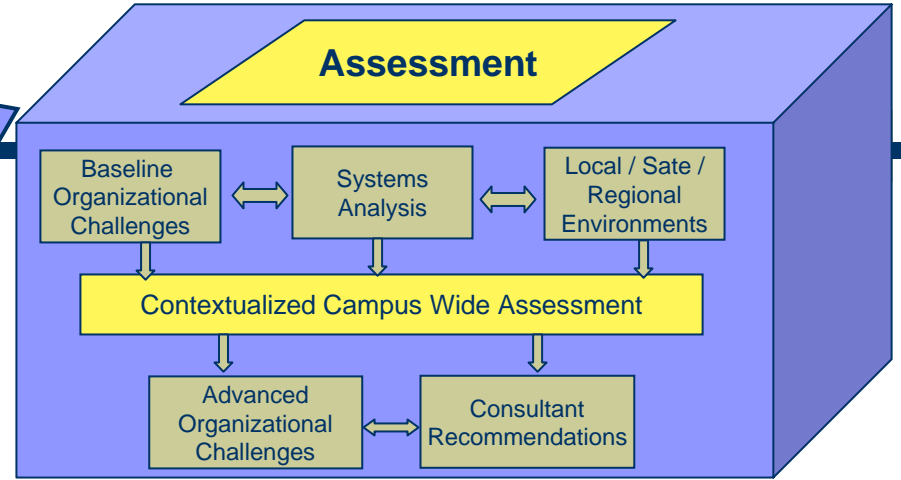 Assessment
Baseline
Organizational
Challenges
Systems
Analysis
Local / Sate /
Regional
Environments
Contextualized Campus Wide Assessment
Advanced
Organizational
Challenges
Consultant
Recommendations